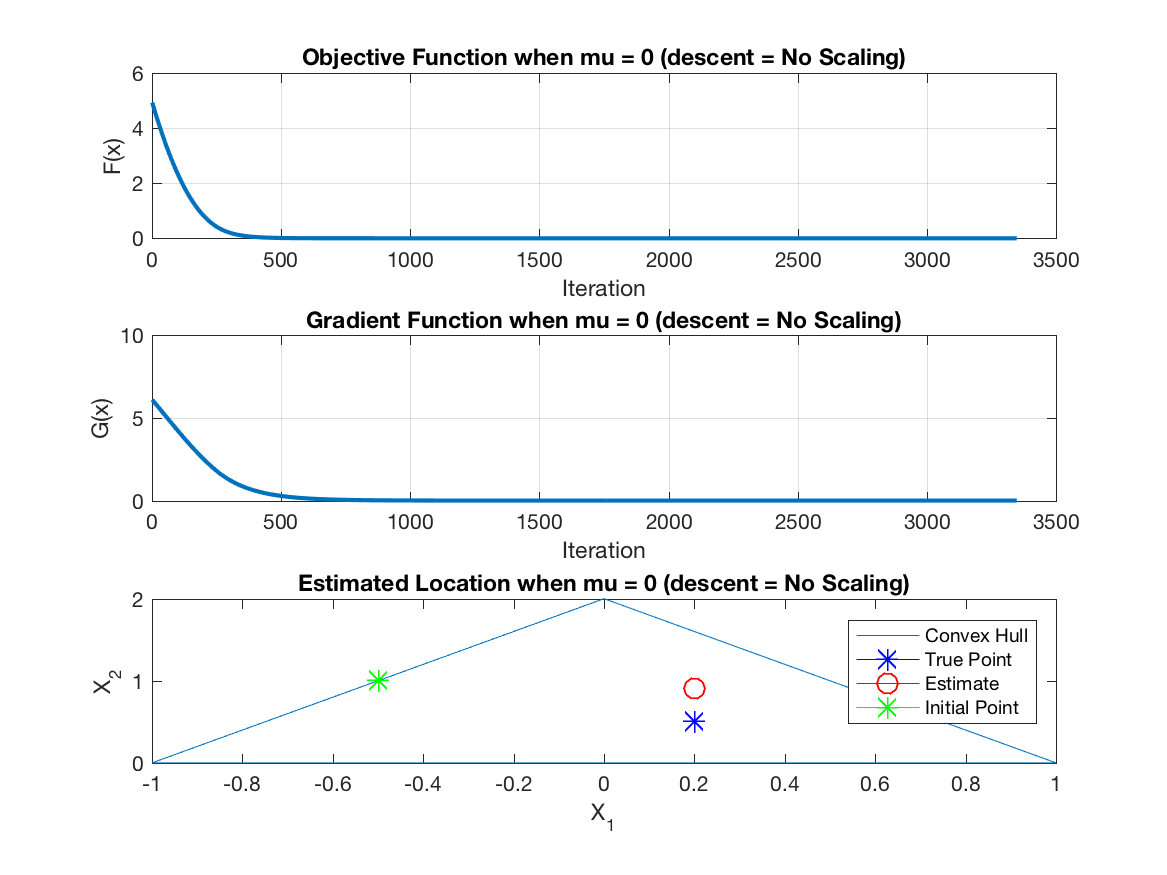 Objective Function when mu = 0 (descent = No Scaling)
6
4
2
0
F(x)
0 500 1000 1500 2000 2500 3000 3500
Iteration
Gradient Function when mu = 0 (descent = No Scaling)
10
5
0
G(x)
0 500 1000 1500 2000 2500 3000 3500
Iteration
Estimated Location when mu = 0 (descent = No Scaling)
2
1
0
X_2
Convex Hull
True Point
Estimate
Initial Point
-1 -0.8 -0.6 -0.4 -0.2 0 0.2 0.4 0.6 0.8 1
X_1